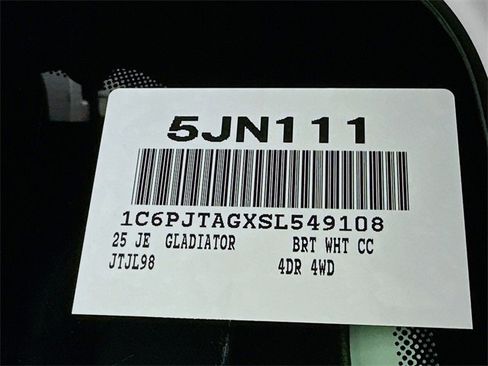 5JN111
1C6PJTAGXSL549108
25 JE GLADIATOR BRT WHT CC
JTJL98 4DR 4WD